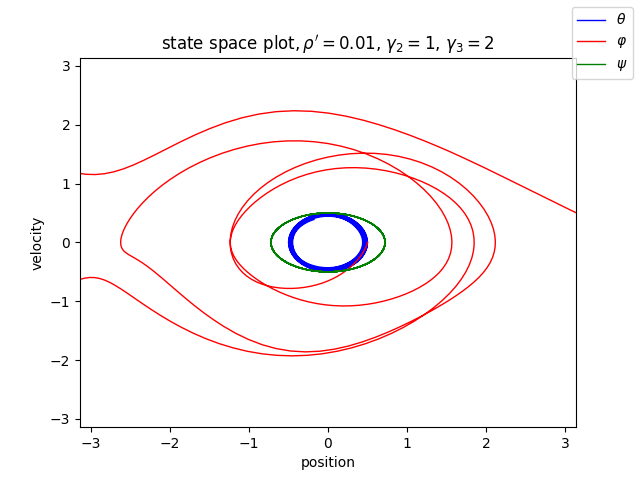 state space plot, ρ′ = 0.01, γ₂ = 1, γ₃ = 2
θ
φ
ψ
3
2
1
0
−1
−2
−3
velocity
−3 −2 −1 0 1 2 3
position